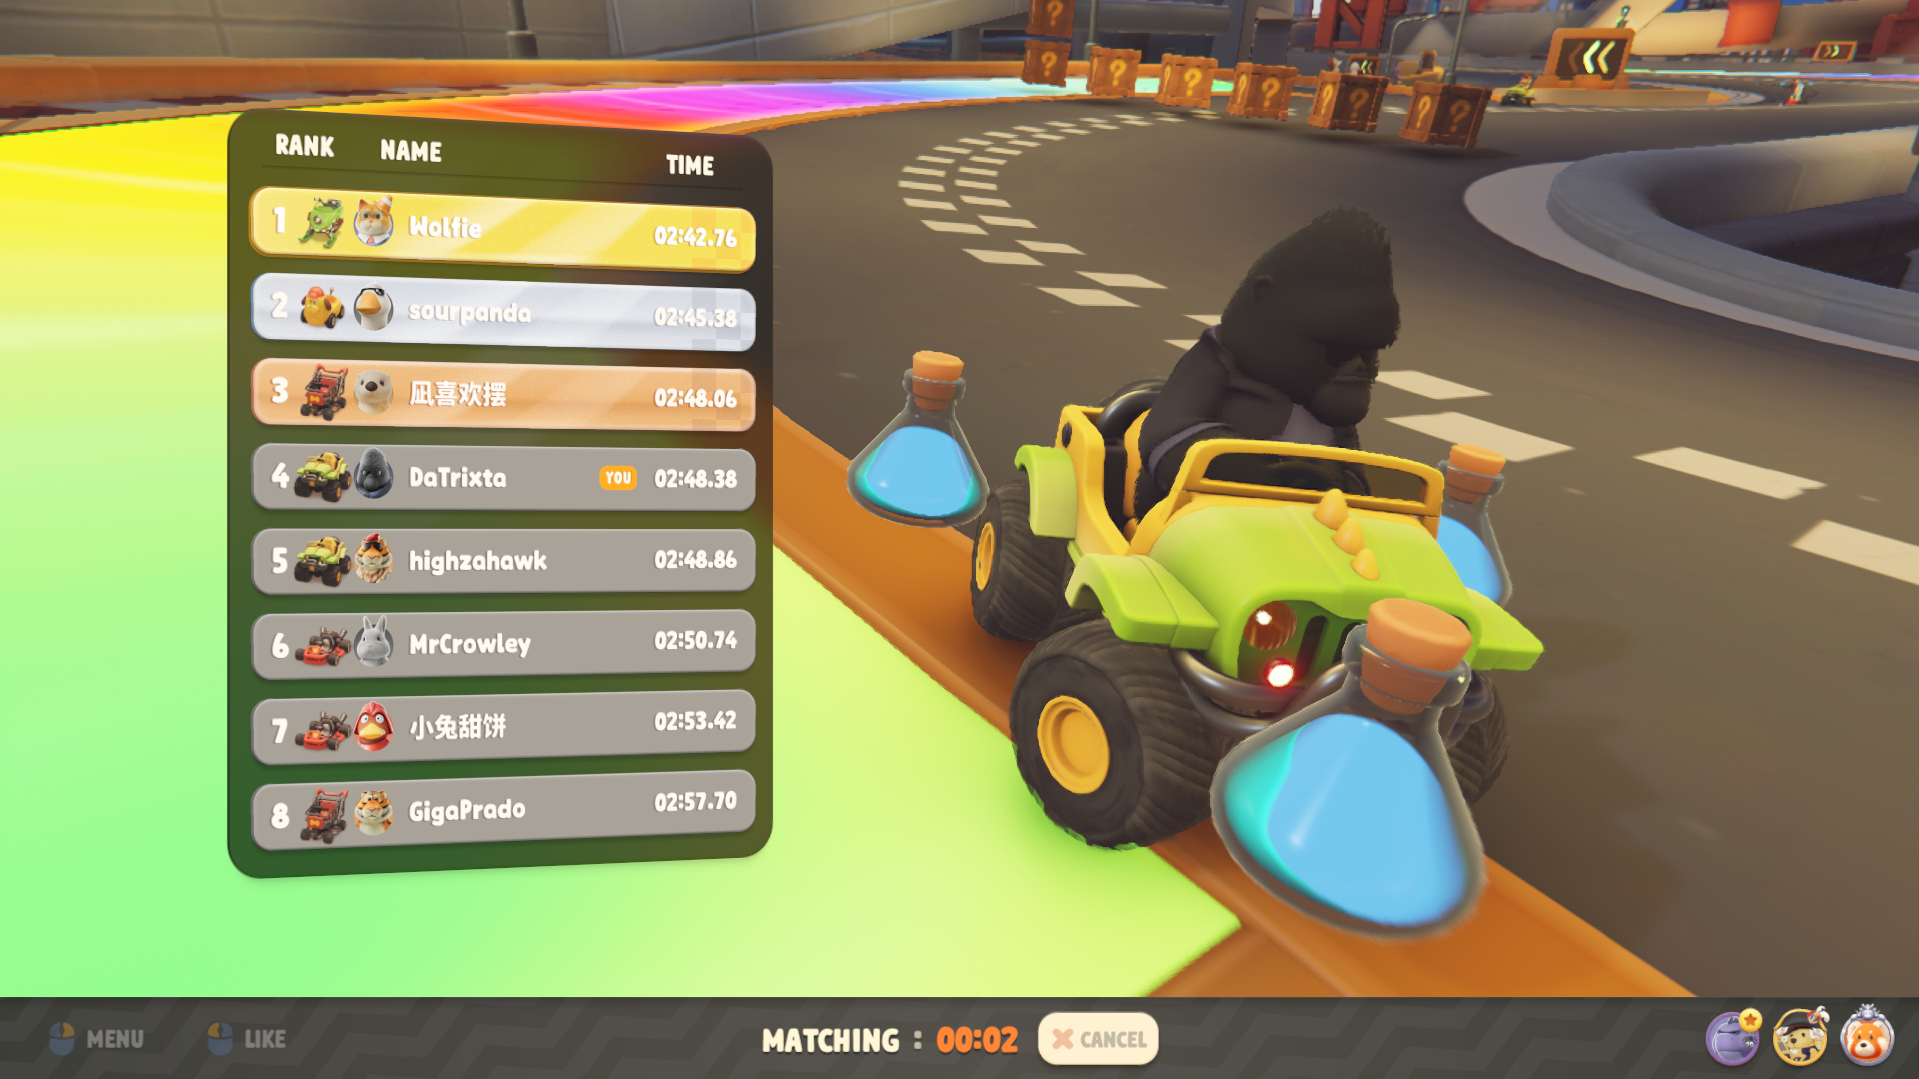 RANK NAME TIME
1 Wolfie 02:42.76
2 sourpanda 02:45.38
3 凪喜欢摆 02:48.06
4 DaTrixta YOU 02:48.38
5 highzahawk 02:48.86
6 MrCrowley 02:50.74
7 小兔甜饼 02:53.42
8 GigaPrado 02:57.70
MENU LIKE MATCHING : 00:02 CANCEL